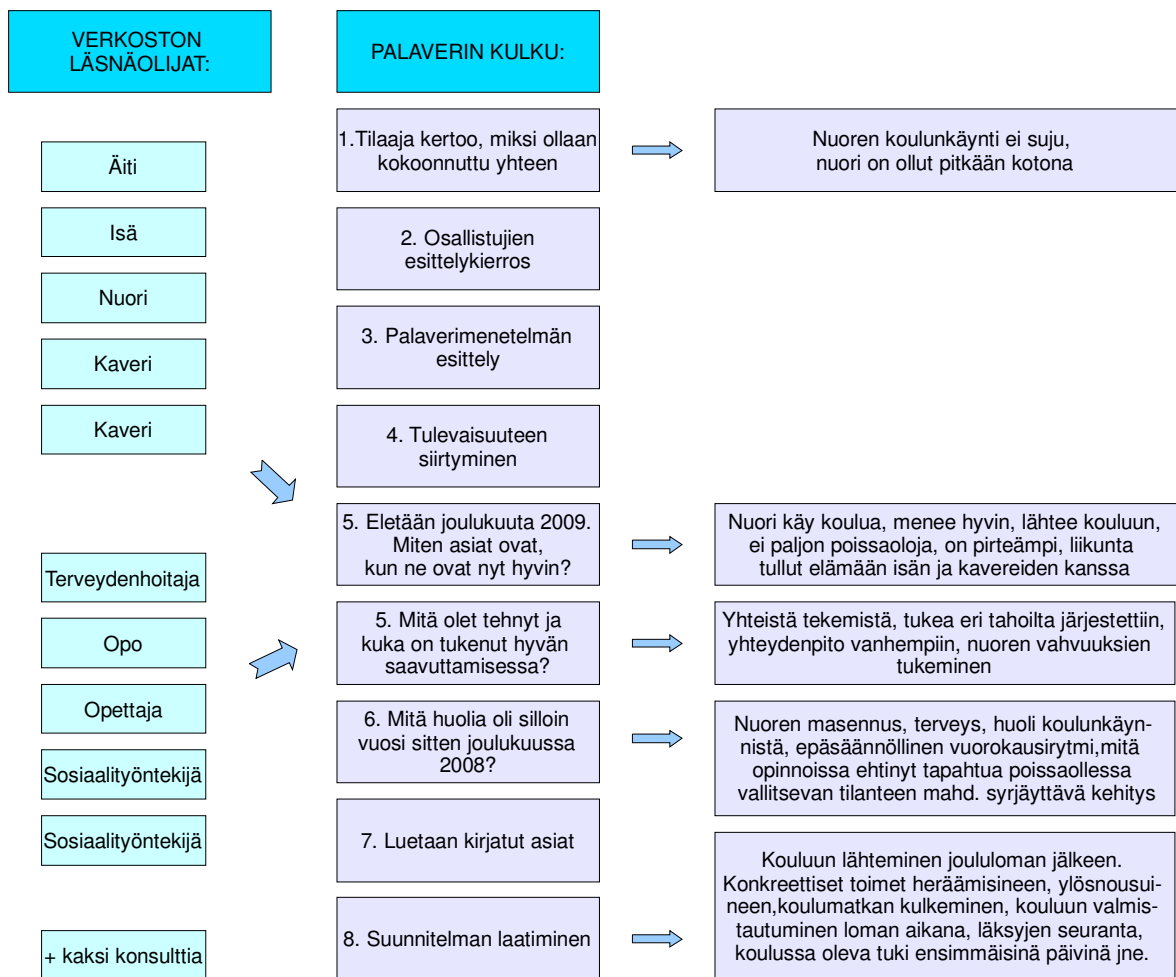 VERKOSTON
LÄSNÄOLIJAT:
Äiti
Isä
Nuori
Kaveri
Kaveri
Terveydenhoitaja
Opo
Opettaja
Sosiaalityöntekijä
Sosiaalityöntekijä
+ kaksi konsulttia
PALAVERIN KULKU:
1.Tilaaja kertoo, miksi ollaan
kokoonnuttu yhteen
Nuoren koulunkäynti ei suju,
nuori on ollut pitkään kotona
2. Osallistujien
esittelykierros
3. Palaverimenetelmän
esittely
4. Tulevaisuuteen
siirtyminen
5. Eletään joulukuuta 2009.
Miten asiat ovat,
kun ne ovat nyt hyvin?
Nuori käy koulua, menee hyvin, lähtee kouluun,
ei paljon poissaoloja, on pirteämpi, liikunta
tullut elämään isän ja kavereiden kanssa
5. Mitä olet tehnyt ja
kuka on tukenut hyvän
saavuttamisessa?
Yhteistä tekemistä, tukea eri tahoilta järjestettiin,
yhteydenpito vanhempiin, nuoren vahvuuksien
tukeminen
6. Mitä huolia oli silloin
vuosi sitten joulukuussa
2008?
Nuoren masennus, terveys, huoli koulunkäyn-
nistä, epäsäännöllinen vuorokausirytmi,mitä
opinnoissa ehtinyt tapahtua poissaollessa
vallitsevan tilanteen mahd. syrjäyttävä kehitys
7. Luetaan kirjatut asiat
8. Suunnitelman laatiminen
Kouluun lähteminen joululoman jälkeen.
Konkreettiset toimet heräämisineen, ylösnousui-
neen,koulumatkan kulkeminen, kouluun valmis-
tautuminen loman aikana, läksyjen seuranta,
koulussa oleva tuki ensimmäisinä päivinä jne.